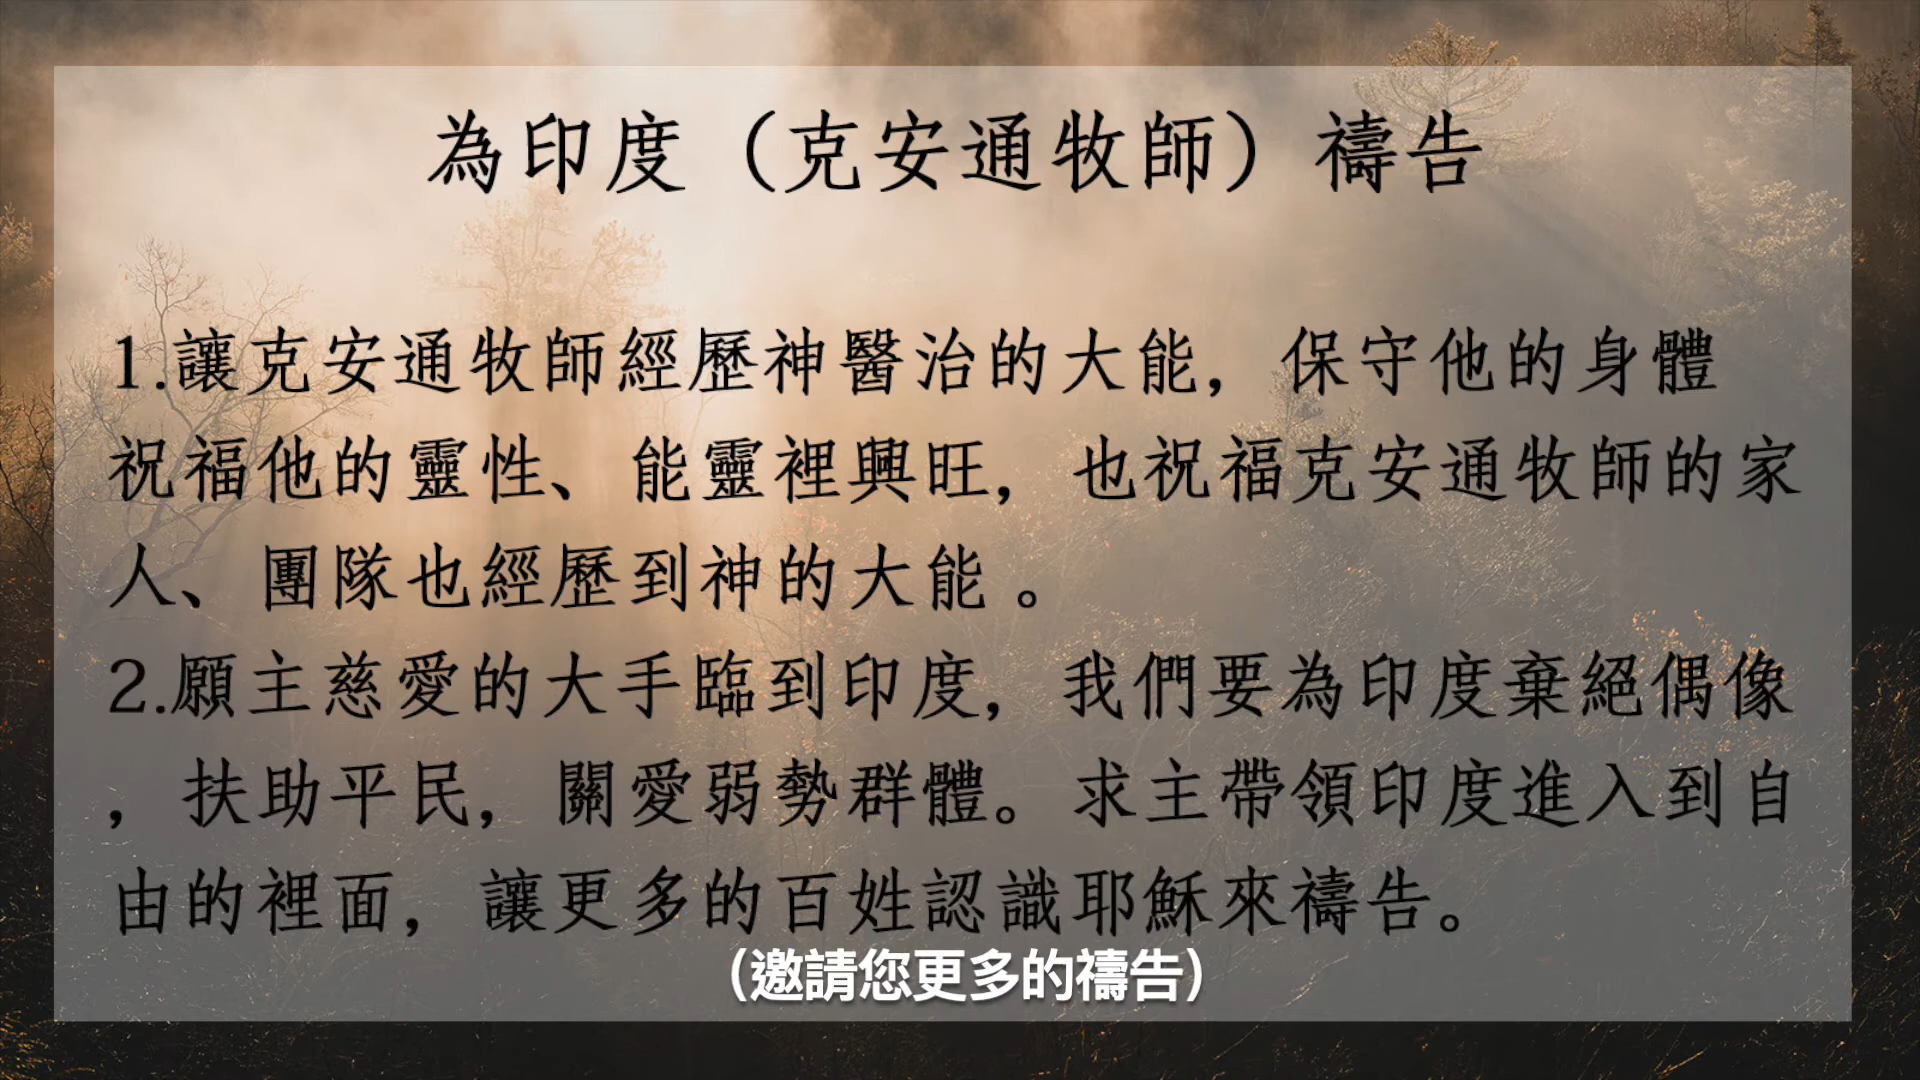 為印度（克安通牧師）禱告
1.讓克安通牧師經歷神醫治的大能，保守他的身體
祝福他的靈性、能靈裡興旺，也祝福克安通牧師的家
人、團隊也經歷到神的大能 。
2.願主慈愛的大手臨到印度，我們要為印度棄絕偶像
，扶助平民，關愛弱勢群體。求主帶領印度進入到自
由的裡面，讓更多的百姓認識耶穌來禱告。
（邀請您更多的禱告）